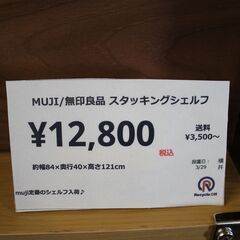 MUJI/無印良品 スタッキングシェルフ
¥12,800
税込
送料
¥3,500～
約幅84×奥行40×高さ121cm
3/29
muji定番のシェルフ入荷♪